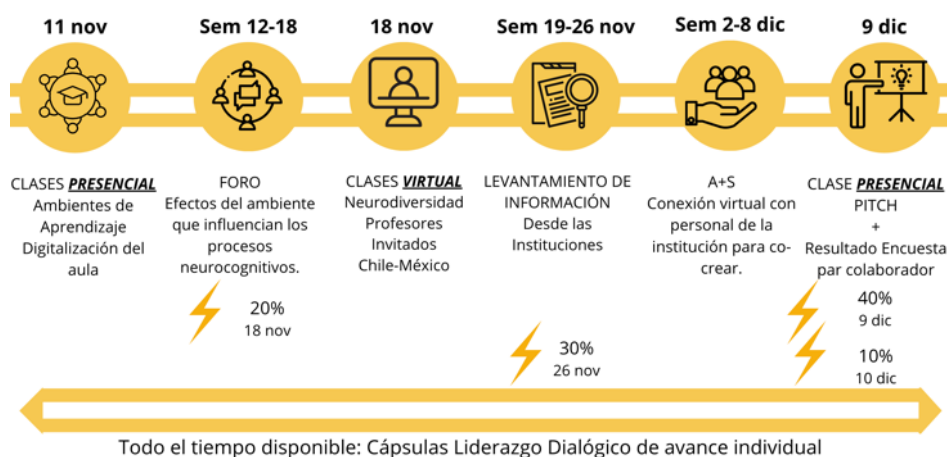 11 nov
Sem 12-18
18 nov
Sem 19-26 nov
Sem 2-8 dic
9 dic
CLASES PRESENCIAL
Ambientes de
Aprendizaje
Digitalización del
aula
FORO
Efectos del ambiente
que influencian los
procesos
neurocognitivos.
20%
18 nov
CLASES VIRTUAL
Neurodiversidad
Profesores
Invitados
Chile-México
LEVANTAMIENTO DE
INFORMACIÓN
Desde las
Instituciones
30%
26 nov
A+S
Conexión virtual con
personal de la
institución para co-
crear.
CLASE PRESENCIAL
PITCH
+
Resultado Encuesta
par colaborador
40%
9 dic
10%
10 dic
Todo el tiempo disponible: Cápsulas Liderazgo Dialógico de avance individual